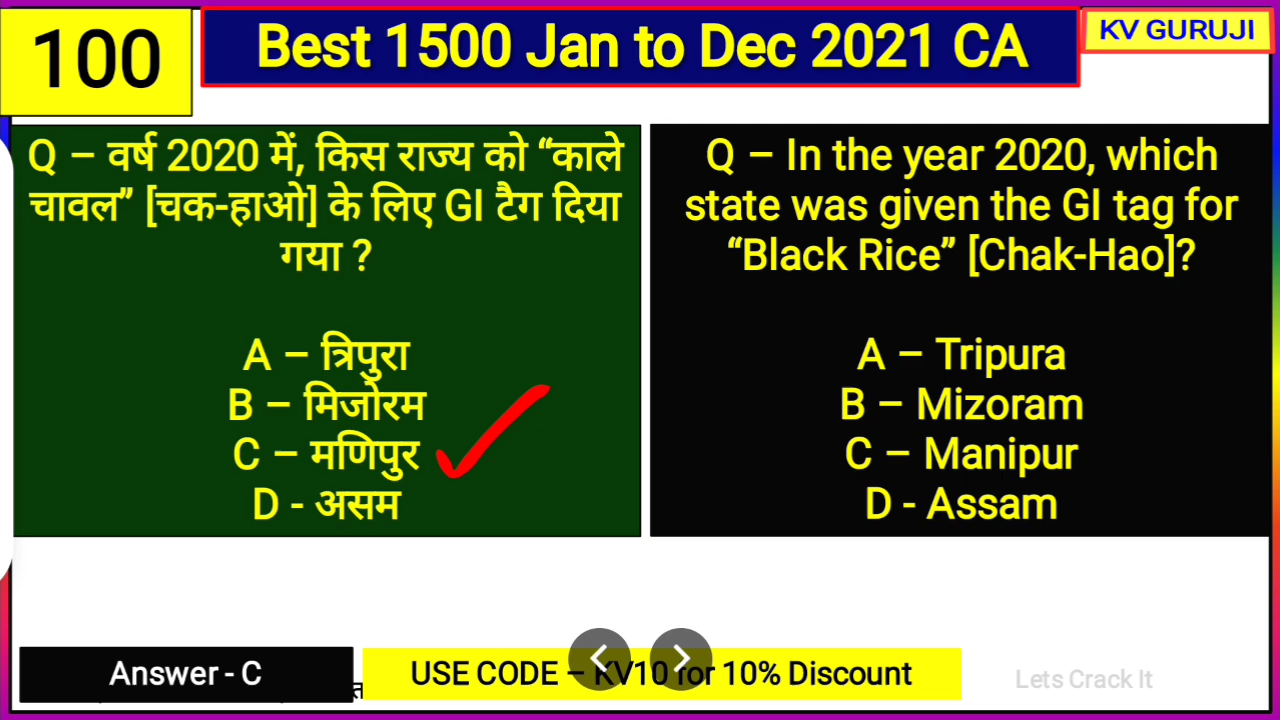 100
Best 1500 Jan to Dec 2021 CA
KV GURUJI
Q – वर्ष 2020 में, किस राज्य को “काले
चावल” [चक-हाओ] के लिए GI टैग दिया
गया ?
A – त्रिपुरा
B – मिजोरम
C – मणिपुर
D - असम
Q – In the year 2020, which
state was given the GI tag for
“Black Rice” [Chak-Hao]?
A – Tripura
B – Mizoram
C – Manipur
D - Assam
Answer - C
USE CODE – KV10 for 10% Discount
Lets Crack It